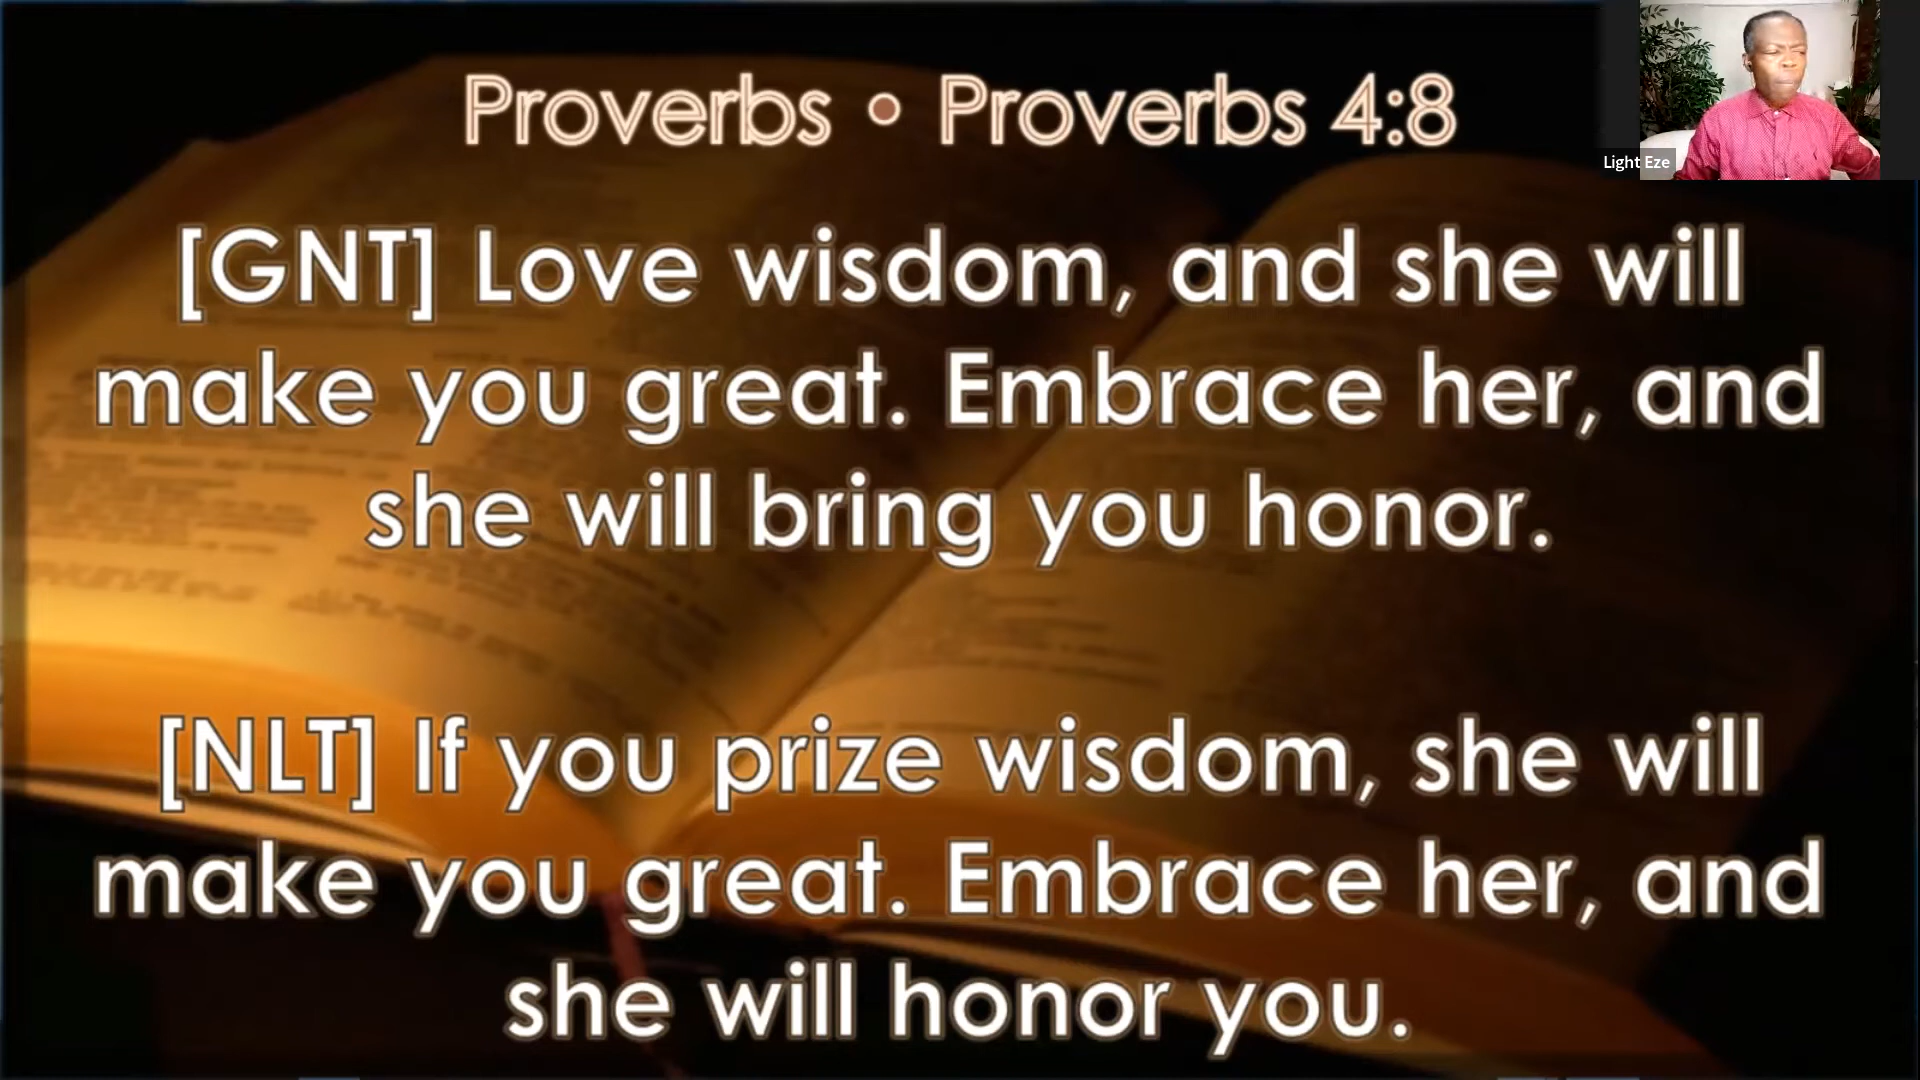 Proverbs • Proverbs 4:8
Light Eze
[GNT] Love wisdom, and she will
make you great. Embrace her, and
she will bring you honor.
[NLT] If you prize wisdom, she will
make you great. Embrace her, and
she will honor you.